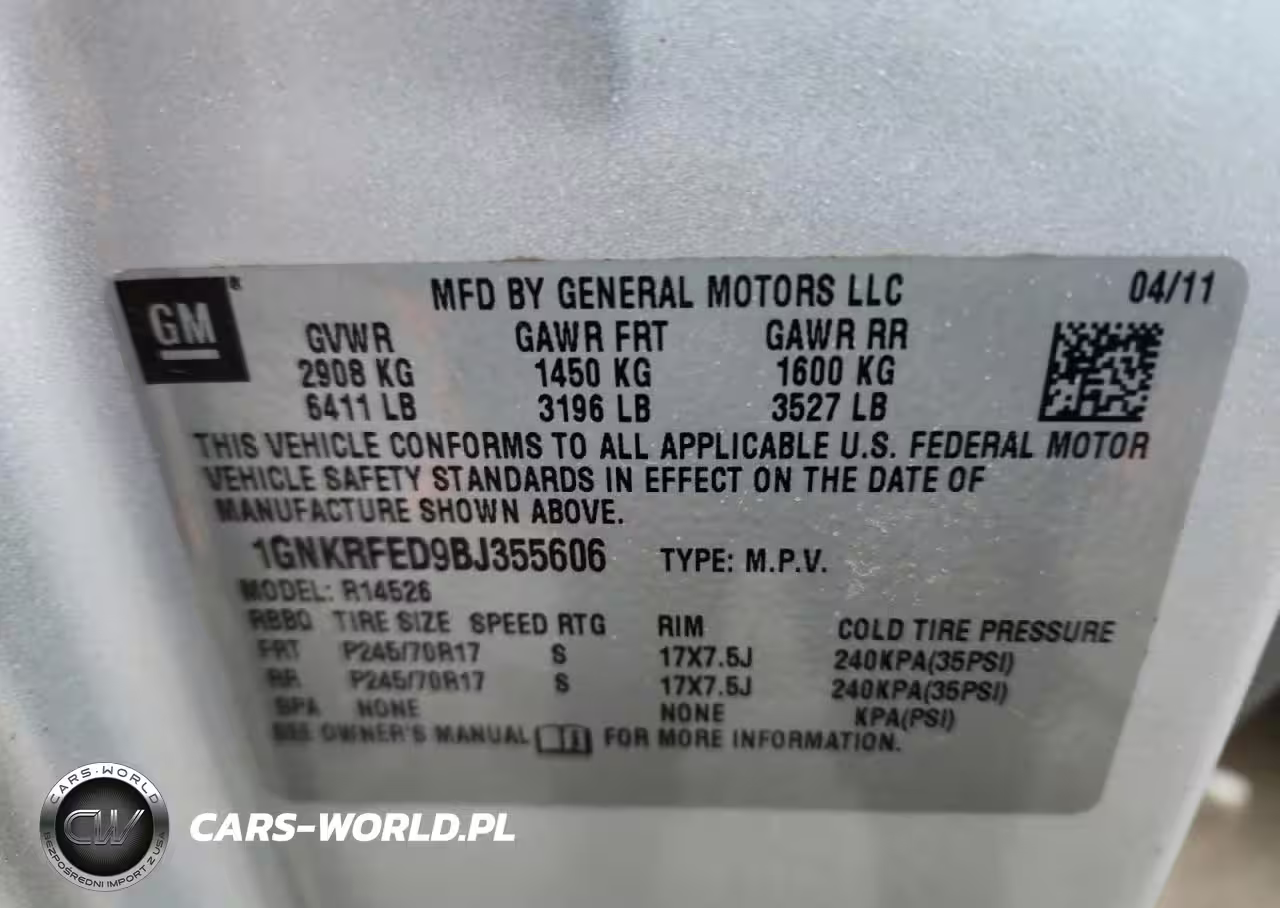 GM®
MFD BY GENERAL MOTORS LLC 04/11
GVWR GAWR FRT GAWR RR
2908 KG 1450 KG 1600 KG
6411 LB 3196 LB 3527 LB
THIS VEHICLE CONFORMS TO ALL APPLICABLE U.S. FEDERAL MOTOR
VEHICLE SAFETY STANDARDS IN EFFECT ON THE DATE OF
MANUFACTURE SHOWN ABOVE.
1GNKRFED9BJ355606 TYPE: M.P.V.
MODEL: R14526
RBBQ TIRE SIZE SPEED RTG RIM COLD TIRE PRESSURE
FRT P245/70R17 S 17X7.5J 240KPA(35PSI)
RR P245/70R17 S 17X7.5J 240KPA(35PSI)
SPA NONE NONE KPA(PSI)
SEE OWNER'S MANUAL FOR MORE INFORMATION.
CARS-WORLD
CW
BEZPOŚREDNI IMPORT Z USA
CARS-WORLD.PL